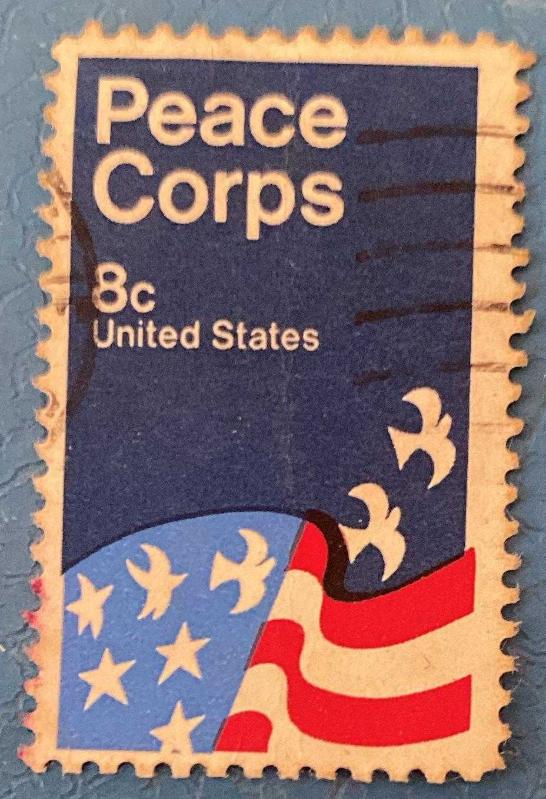 Peace
Corps
8c
United States